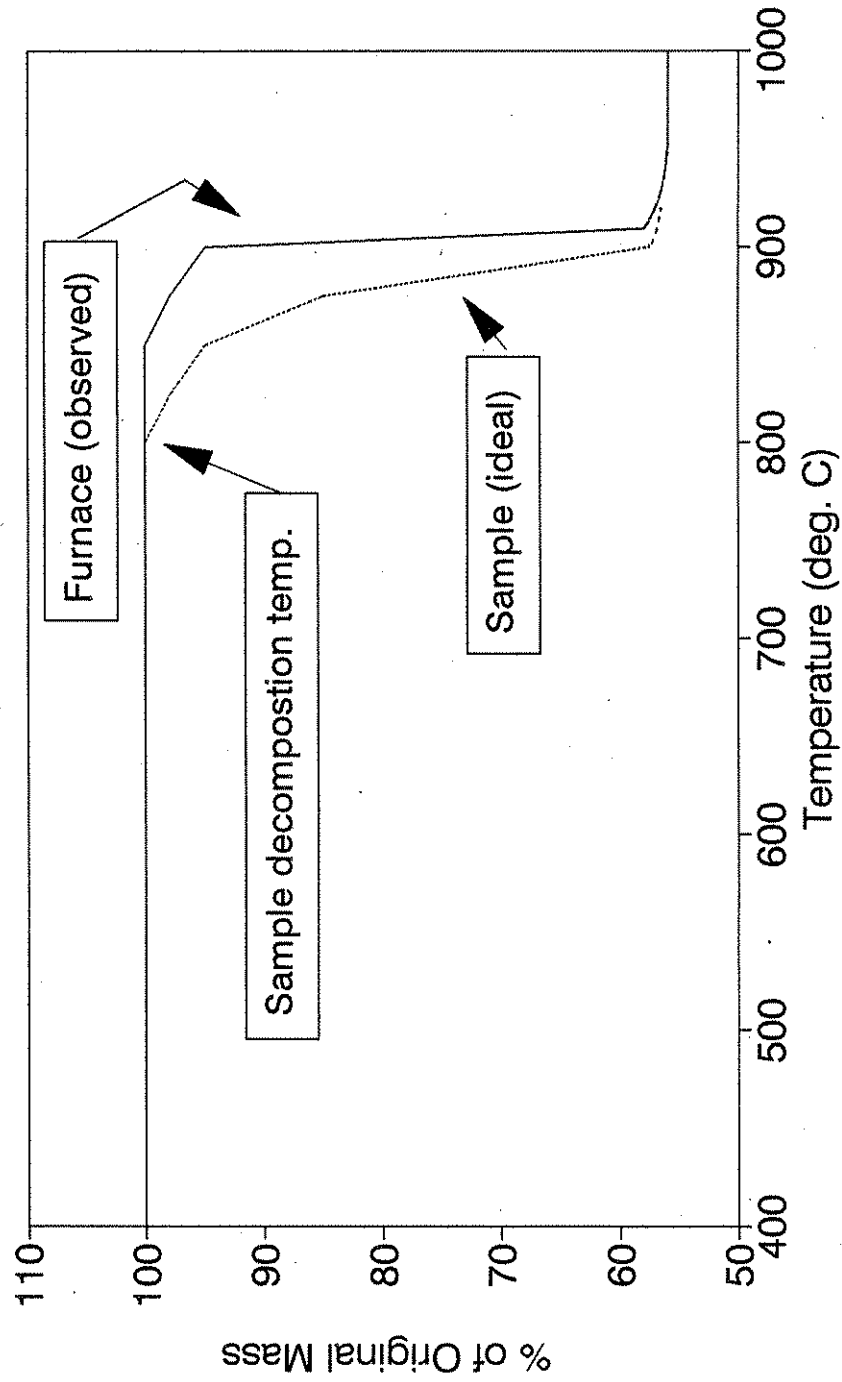 110
100
90
80
70
60
50
% of Original Mass
Furnace (observed)
Sample decompostion temp.
Sample (ideal)
400
500
600
700
800
900
1000
Temperature (deg. C)